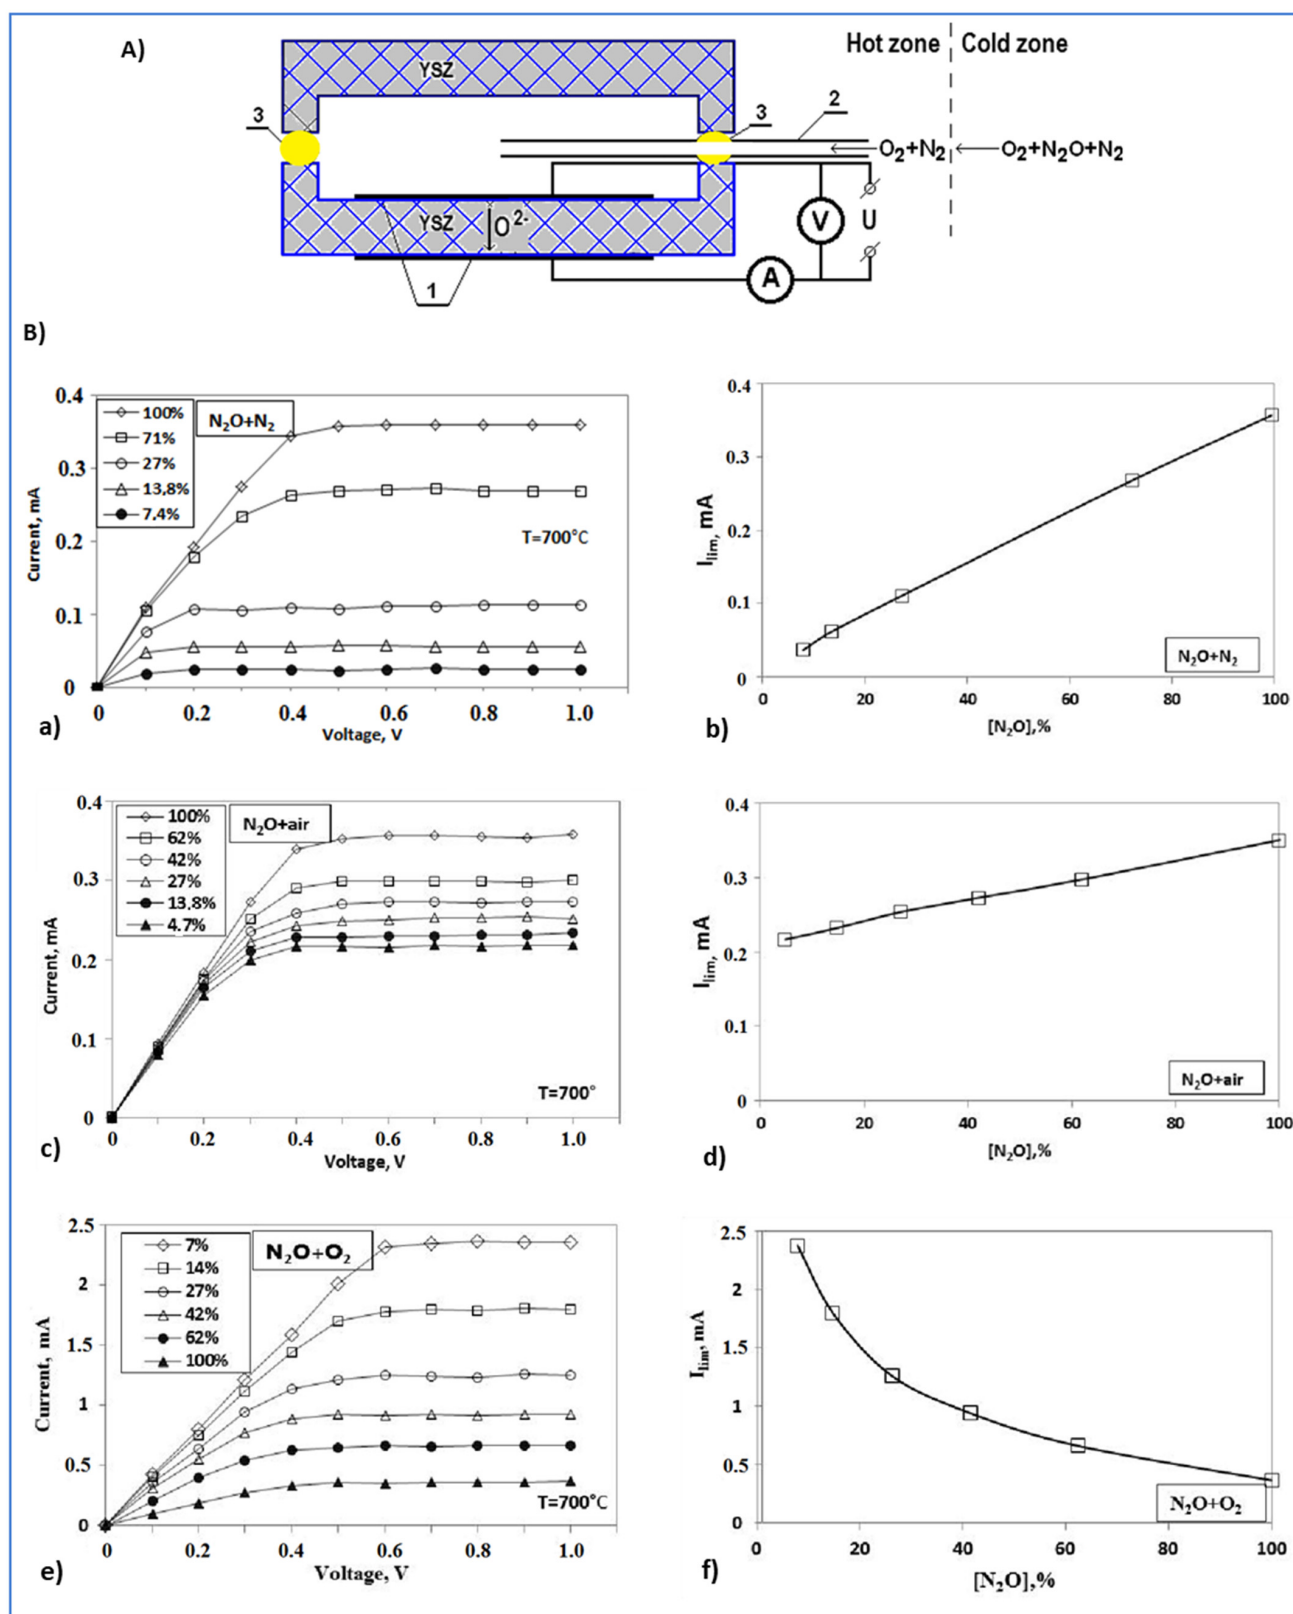 A)
YSZ
Hot zone
Cold zone
3
3
2
O₂+N₂
O₂+N₂O+N₂
YSZ
O²⁻
V
U
A
1
B)
0.4
0.3
0.2
0.1
0
Current, mA
100%
71%
27%
13.8%
7.4%
N₂O+N₂
T=700°C
0
0.2
0.4
0.6
0.8
1.0
Voltage, V
a)
0.4
0.3
0.2
0.1
0
Iₗᵢₘ, mA
N₂O+N₂
0
20
40
60
80
100
[N₂O],%
b)
0.4
0.3
0.2
0.1
0
Current, mA
100%
62%
42%
27%
13.8%
4.7%
N₂O+air
T=700°
0
0.2
0.4
0.6
0.8
1.0
Voltage, V
c)
0.4
0.3
0.2
0.1
0
Iₗᵢₘ, mA
N₂O+air
0
20
40
60
80
100
[N₂O],%
d)
2.5
2
1.5
1
0.5
0
Current, mA
7%
14%
27%
42%
62%
100%
N₂O+O₂
T=700°C
0
0.2
0.4
0.6
0.8
1.0
Voltage, V
e)
2.5
2
1.5
1
0.5
0
Iₗᵢₘ, mA
N₂O+O₂
0
20
40
60
80
100
[N₂O],%
f)